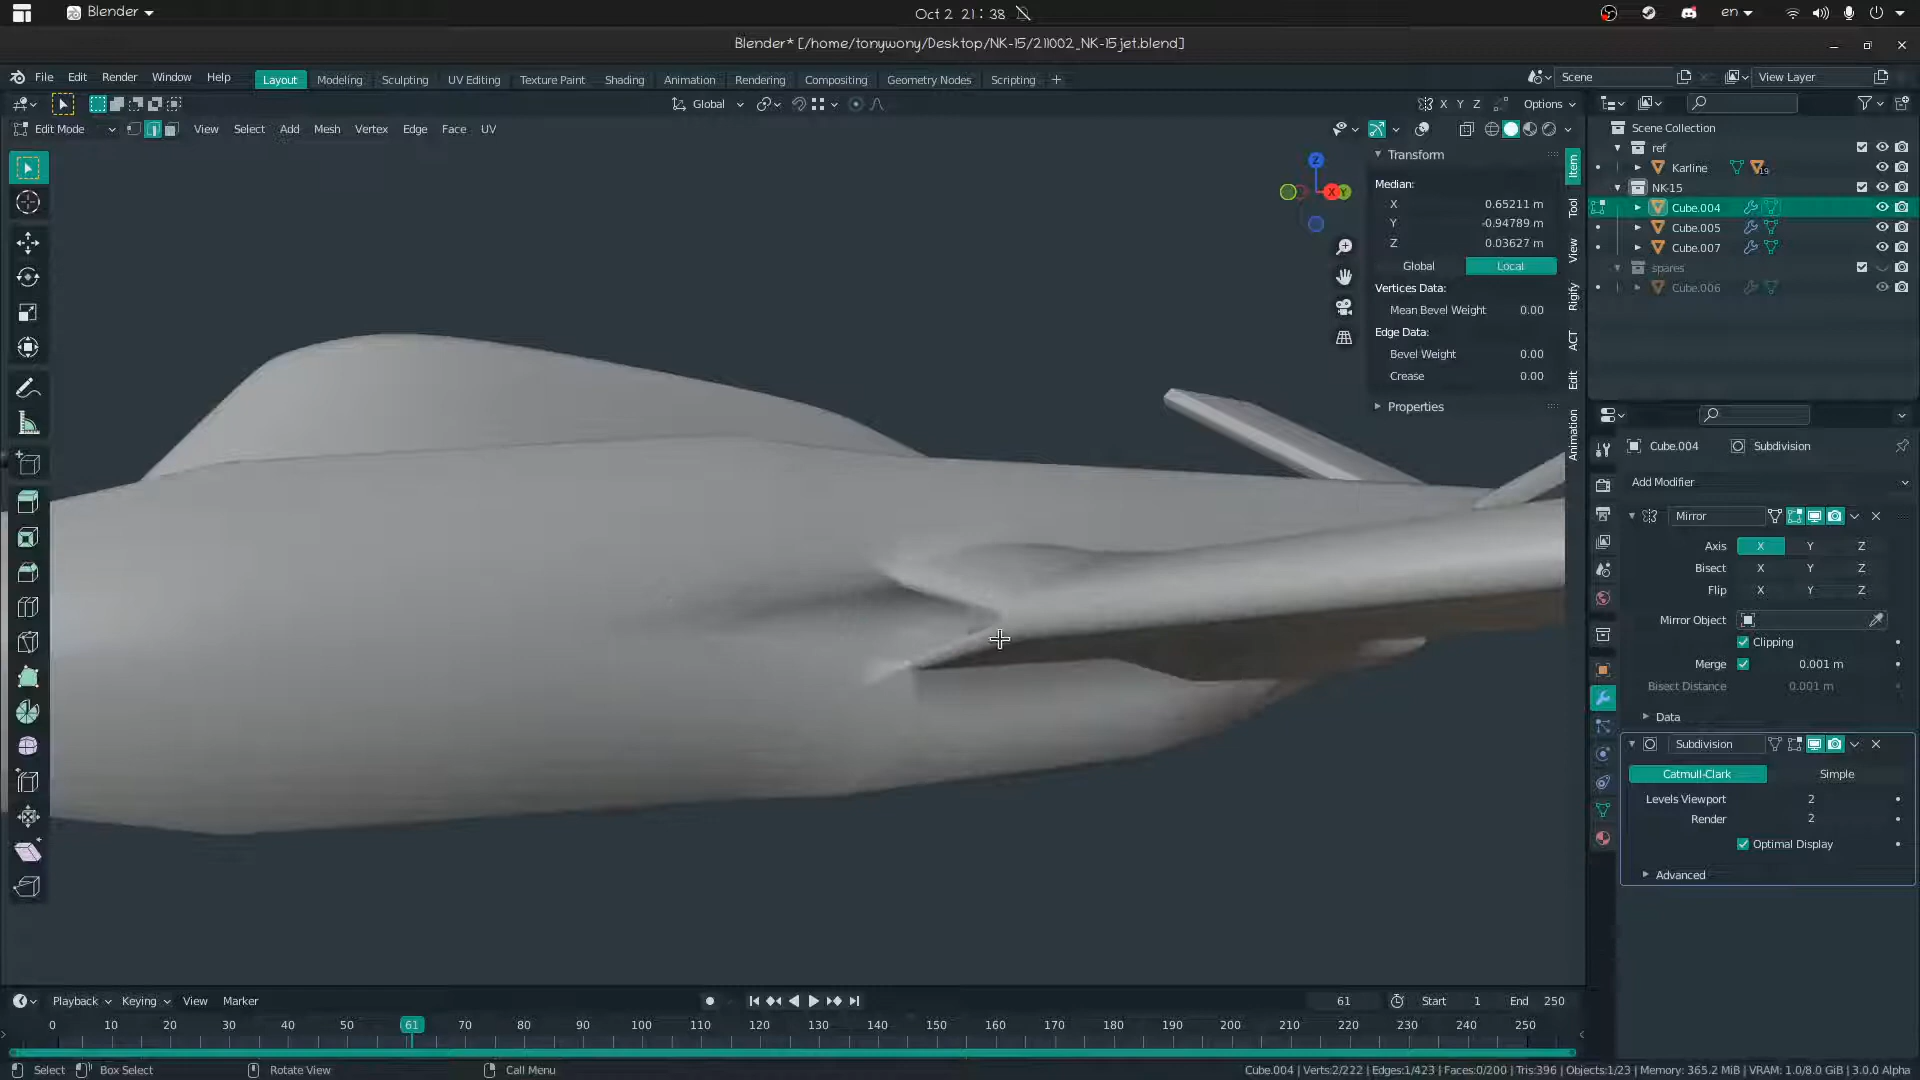 Blender
Oct 2 21:38
en
Blender* [/home/tonywony/Desktop/NK-15/211002_NK-15jet.blend]
File Edit Render Window Help
Layout Modeling Sculpting UV Editing Texture Paint Shading Animation Rendering Compositing Geometry Nodes Scripting +
Scene
View Layer
Global
X Y Z
Options
Edit Mode
View Select Add Mesh Vertex Edge Face UV
Scene Collection
ref
Karline
19
NK-15
Cube.004
Cube.005
Cube.007
spares
Cube.006
Z
X
Y
Transform
Median:
X 0.65211 m
Y -0.94789 m
Z 0.03627 m
Global Local
Vertices Data:
Mean Bevel Weight 0.00
Edge Data:
Bevel Weight 0.00
Crease 0.00
Properties
Item
Tool
View
Rigify
ACT
Edit
Animation
Cube.004
Subdivision
Add Modifier
Mirror
Axis X Y Z
Bisect X Y Z
Flip X Y Z
Mirror Object
Clipping
Merge 0.001 m
Bisect Distance 0.001 m
Data
Subdivision
Catmull-Clark Simple
Levels Viewport 2
Render 2
Optimal Display
Advanced
Playback Keying View Marker
61
Start 1
End 250
0 10 20 30 40 50 61 70 80 90 100 110 120 130 140 150 160 170 180 190 200 210 220 230 240 250
Select Box Select Rotate View Call Menu
Cube.004 | Verts:2/222 | Edges:1/423 | Faces:0/200 | Tris:396 | Objects:1/23 | Memory: 365.2 MiB | VRAM: 1.0/8.0 GiB | 3.0.0 Alpha